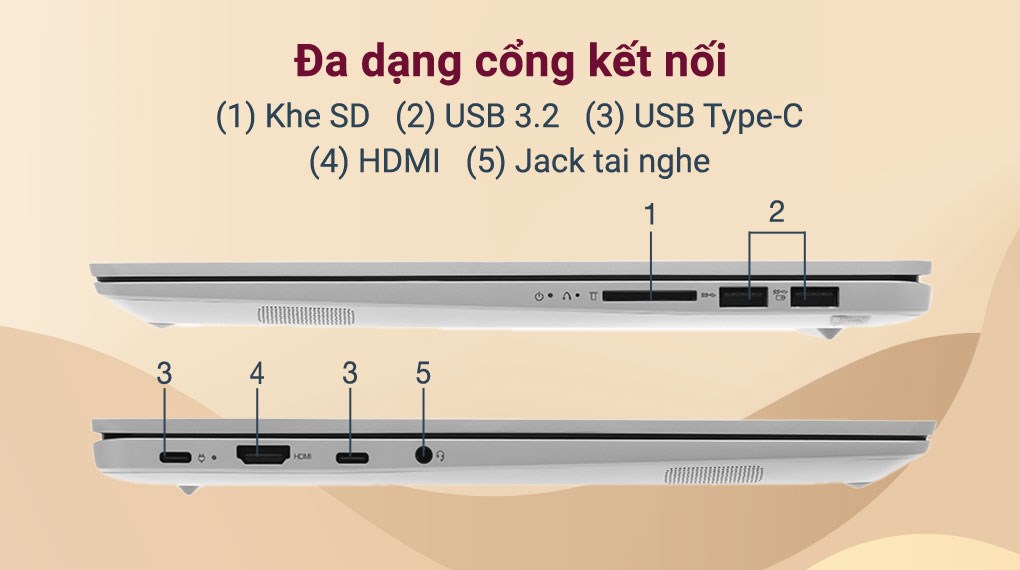 Đa dạng cổng kết nối
(1) Khe SD (2) USB 3.2 (3) USB Type-C
(4) HDMI (5) Jack tai nghe
1 2
3 4 3 5
HDMI